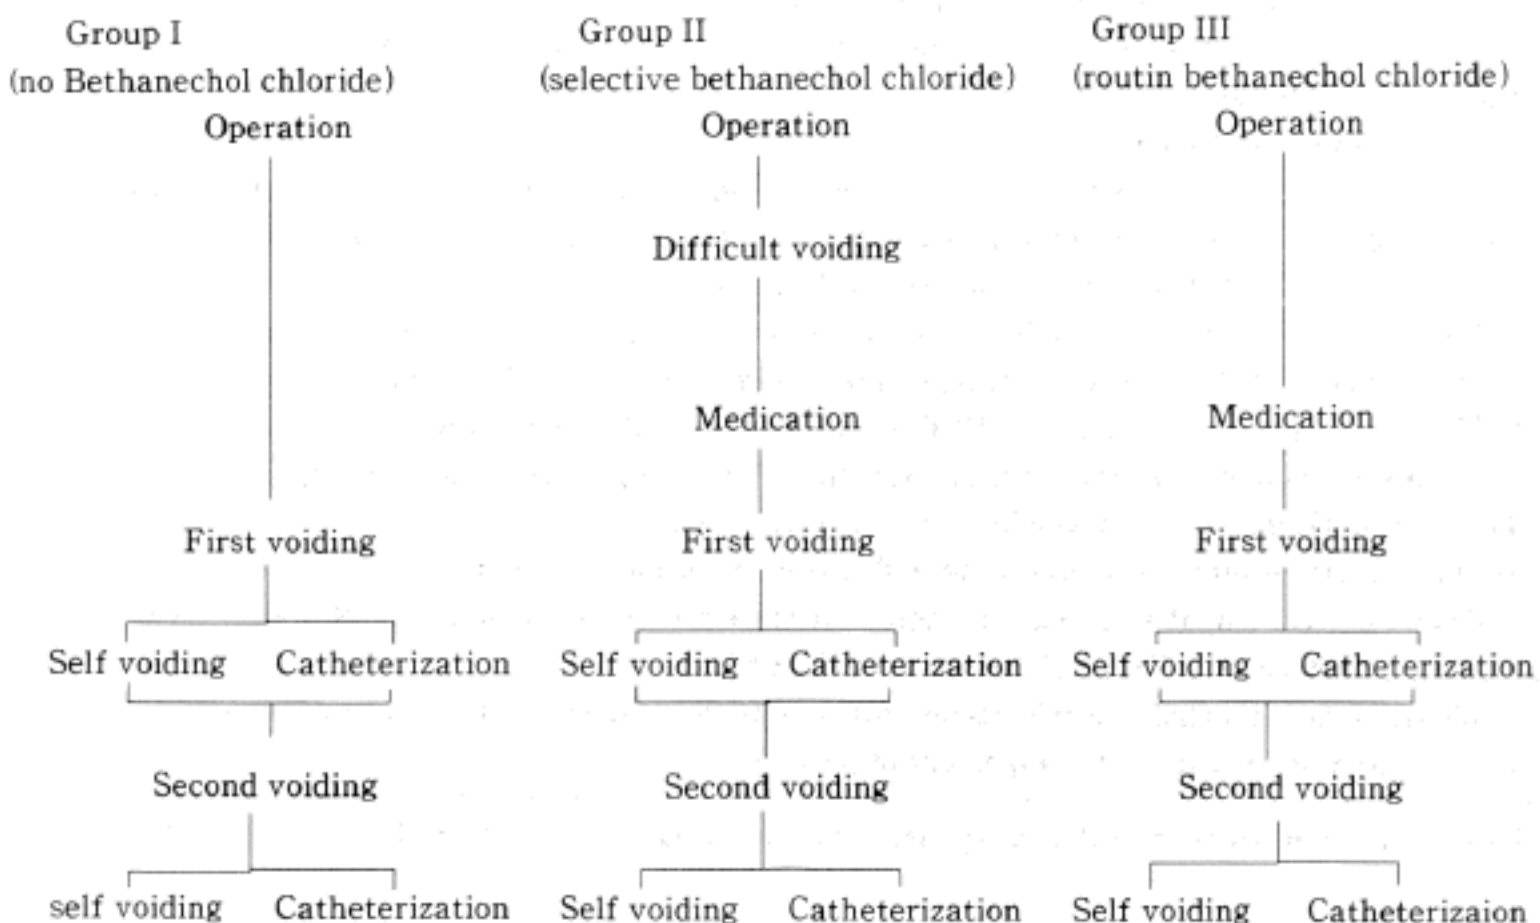 Group I Group II Group III
(no Bethanechol chloride) (selective bethanechol chloride) (routin bethanechol chloride)
Operation Operation Operation
Difficult voiding
Medication Medication
First voiding First voiding First voiding
Self voiding Catheterization Self voiding Catheterization Self voiding Catheterization
Second voiding Second voiding Second voiding
self voiding Catheterization Self voiding Catheterization Self voiding Catheterizaion